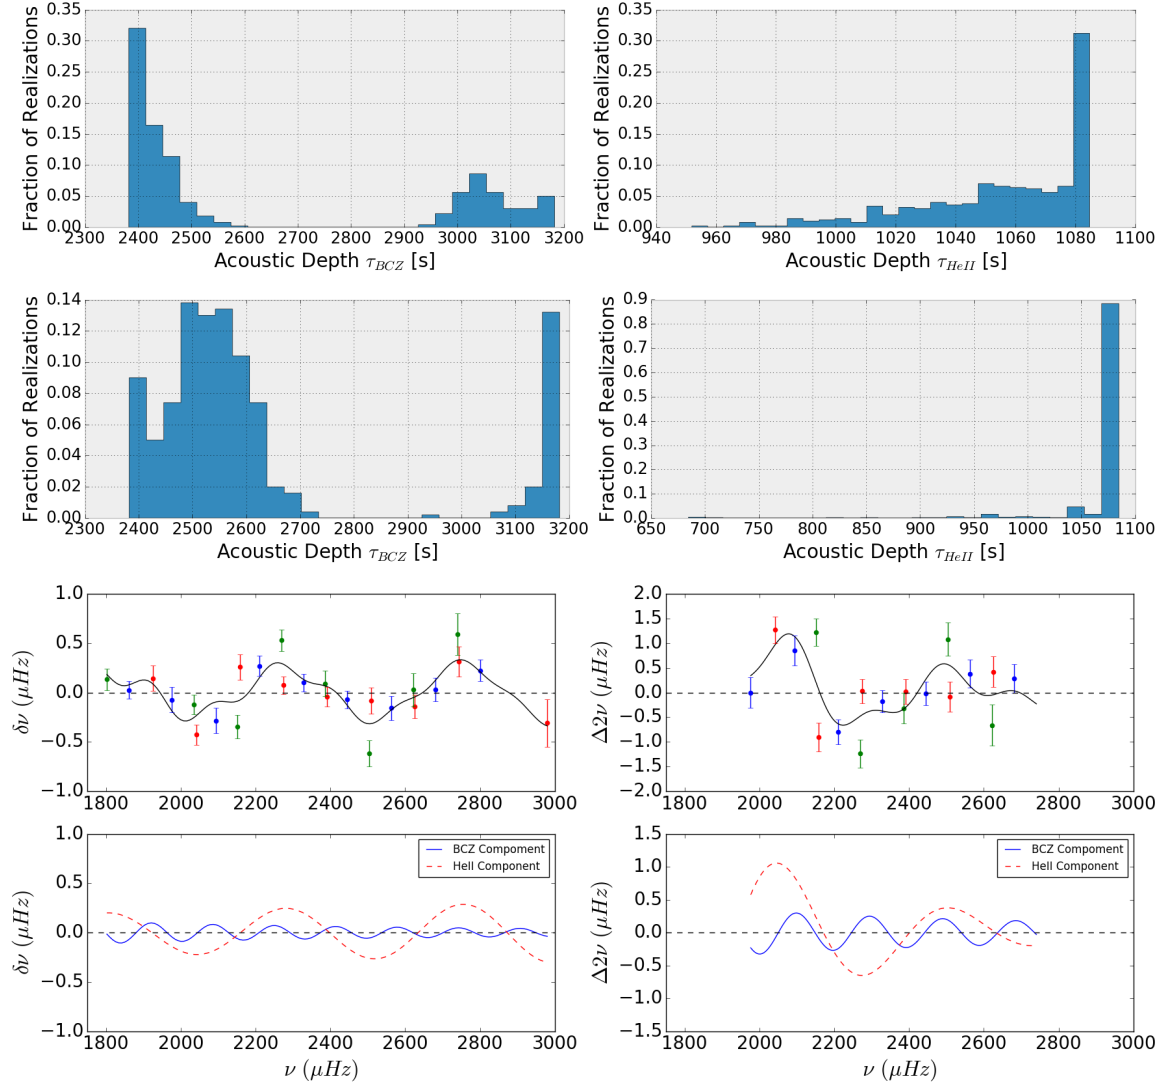 0.35 0.30 0.25 0.20 0.15 0.10 0.05 0.00
Fraction of Realizations
2300 2400 2500 2600 2700 2800 2900 3000 3100 3200
Acoustic Depth τ_BCZ [s]
0.35 0.30 0.25 0.20 0.15 0.10 0.05 0.00
Fraction of Realizations
940 960 980 1000 1020 1040 1060 1080 1100
Acoustic Depth τ_HeII [s]
0.14 0.12 0.10 0.08 0.06 0.04 0.02 0.00
Fraction of Realizations
2300 2400 2500 2600 2700 2800 2900 3000 3100 3200
Acoustic Depth τ_BCZ [s]
0.9 0.8 0.7 0.6 0.5 0.4 0.3 0.2 0.1 0.0
Fraction of Realizations
650 700 750 800 850 900 950 1000 1050 1100
Acoustic Depth τ_HeII [s]
1.0 0.5 0.0 −0.5 −1.0
δν (μHz)
1800 2000 2200 2400 2600 2800 3000
2.0 1.5 1.0 0.5 0.0 −0.5 −1.0 −1.5 −2.0
Δ2ν (μHz)
1800 2000 2200 2400 2600 2800 3000
1.0 0.5 0.0 −0.5 −1.0
δν (μHz)
BCZ Compoment
HeII Component
1800 2000 2200 2400 2600 2800 3000
ν (μHz)
1.5 1.0 0.5 0.0 −0.5 −1.0 −1.5
Δ2ν (μHz)
BCZ Compoment
HeII Component
1800 2000 2200 2400 2600 2800 3000
ν (μHz)